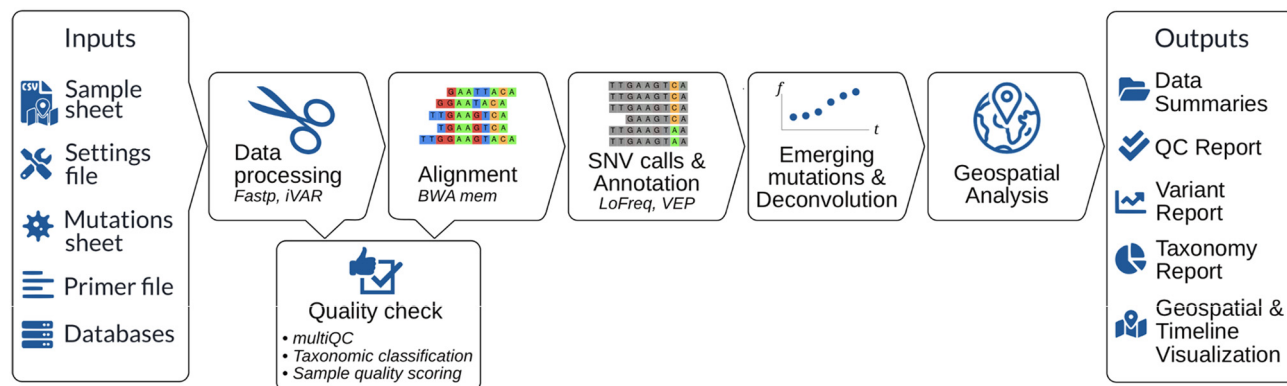 Inputs
CSV
Sample
sheet
Settings
file
Mutations
sheet
Primer file
Databases
Data
processing
Fastp, iVAR
GAATTACA
GGAATACA
TTGAAGTCA
TGAAGTCA
TTGGAAGTACA
Alignment
BWA mem
Quality check
• multiQC
• Taxonomic classification
• Sample quality scoring
TTGAAGTCA
TTGAAGTCA
TTGAAGTCA
GAAGTCA
TTGAAGTAA
TTGAAGTAA
SNV calls &
Annotation
LoFreq, VEP
f
t
Emerging
mutations &
Deconvolution
Geospatial
Analysis
Outputs
Data
Summaries
QC Report
Variant
Report
Taxonomy
Report
Geospatial &
Timeline
Visualization